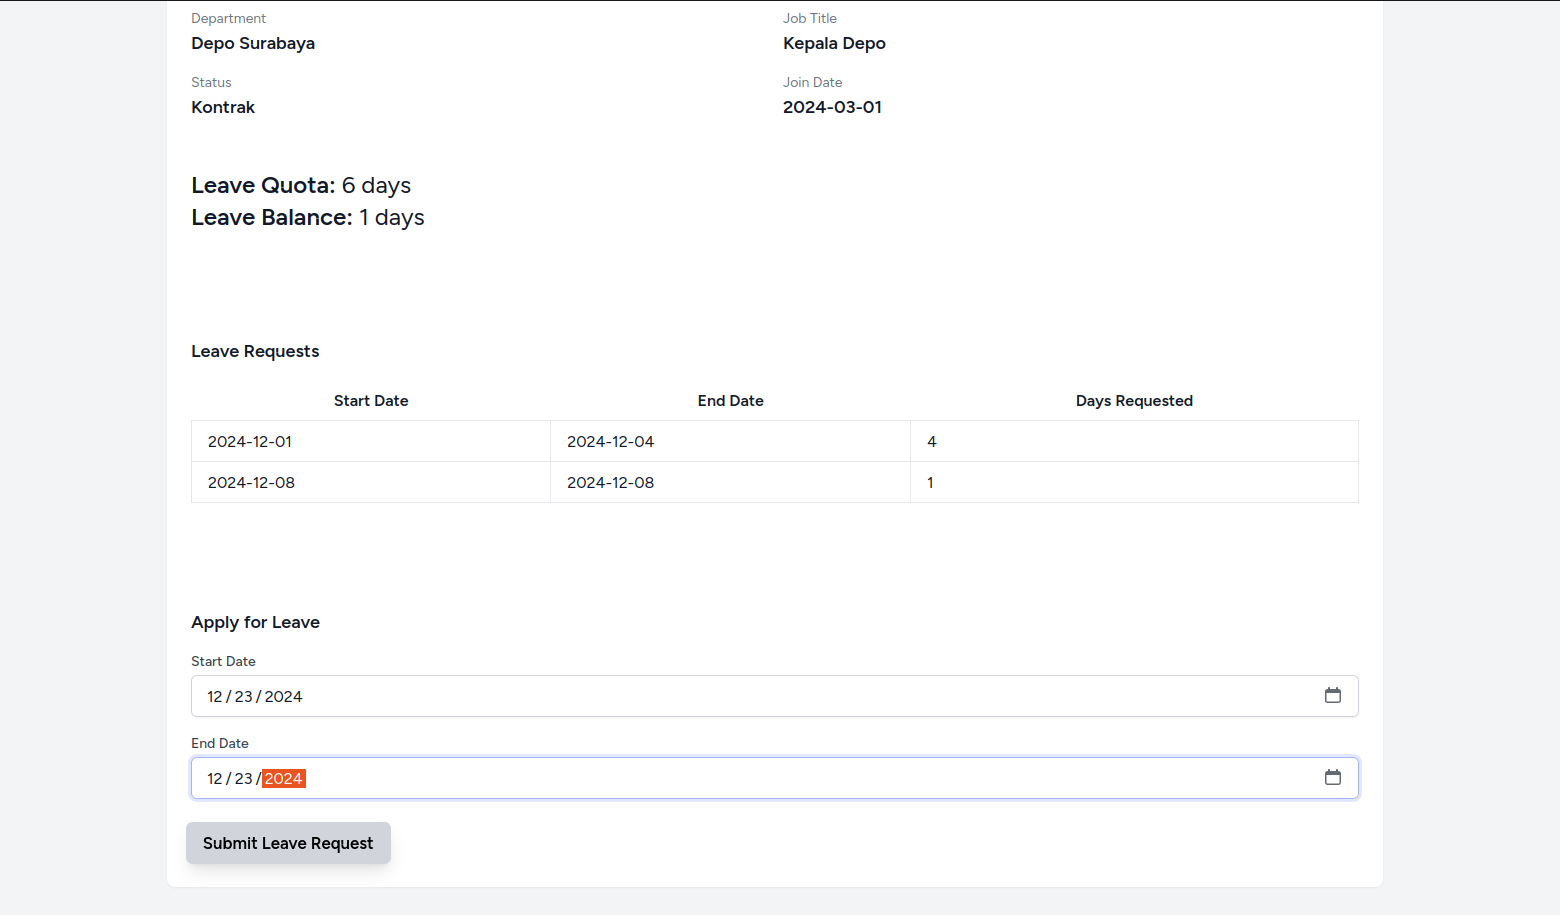 Department
Job Title
Depo Surabaya
Kepala Depo
Status
Join Date
Kontrak
2024-03-01
Leave Quota: 6 days
Leave Balance: 1 days
Leave Requests
Start Date End Date Days Requested
2024-12-01 2024-12-04 4
2024-12-08 2024-12-08 1
Apply for Leave
Start Date
12 / 23 / 2024
End Date
12 / 23 / 2024
Submit Leave Request